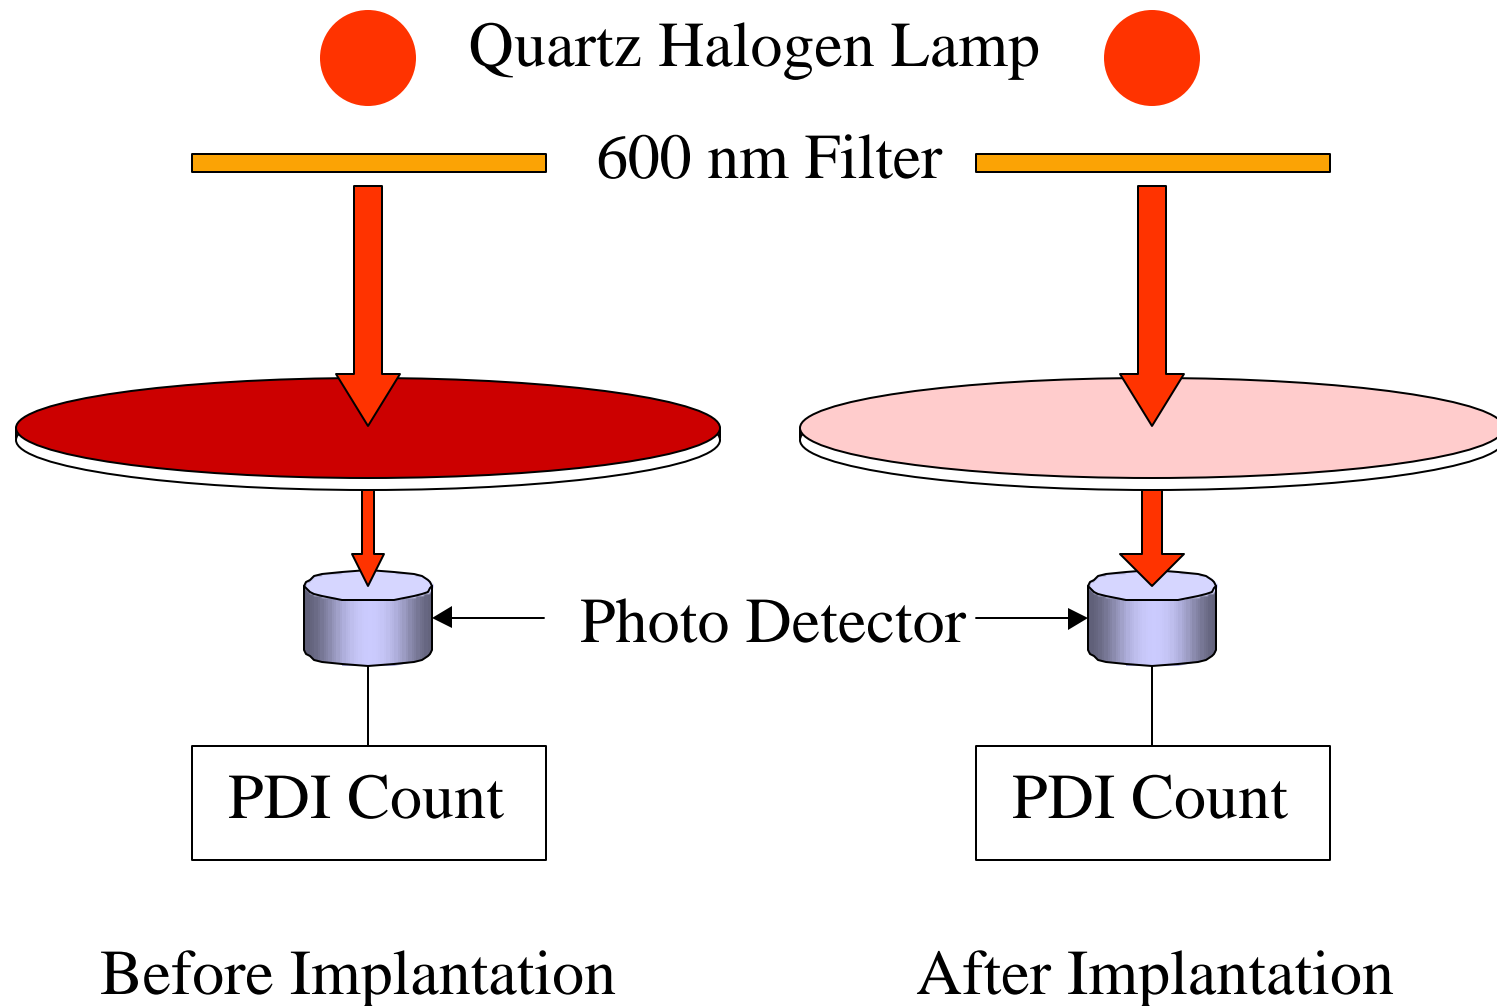 Quartz Halogen Lamp
600 nm Filter
Photo Detector
PDI Count
PDI Count
Before Implantation
After Implantation